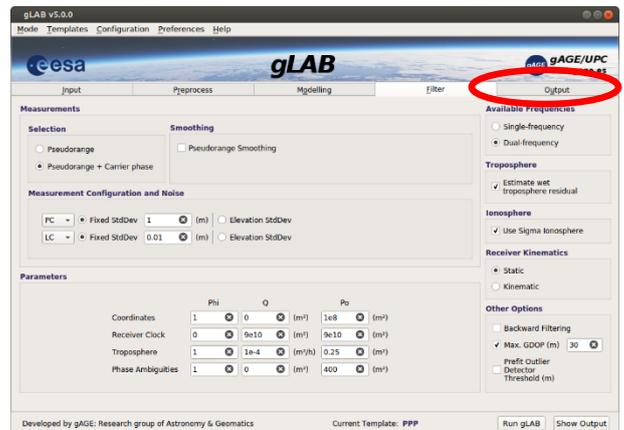 gLAB v5.0.0
Mode Templates Configuration Preferences Help
esa
gLAB
gAGE
gAGE/UPC
Input Preprocess Modelling Filter Output
Measurements
Selection
Pseudorange
Pseudorange + Carrier phase
Smoothing
Pseudorange Smoothing
Measurement Configuration and Noise
PC Fixed StdDev 1 (m) Elevation StdDev
LC Fixed StdDev 0.01 (m) Elevation StdDev
Parameters
Phi Q Po
Coordinates 1 0 (m²) 1e8 (m²)
Receiver Clock 0 9e10 (m²) 9e10 (m²)
Troposphere 1 1e-4 (m²/h) 0.25 (m²)
Phase Ambiguities 1 0 (m²) 400 (m²)
Available Frequencies
Single-frequency
Dual-frequency
Troposphere
Estimate wet
troposphere residual
Ionosphere
Use Sigma Ionosphere
Receiver Kinematics
Static
Kinematic
Other Options
Backward Filtering
Max. GDOP (m) 30
Prefit Outlier
Detector
Threshold (m)
Developed by gAGE: Research group of Astronomy & Geomatics
Current Template: PPP
Run gLAB Show Output